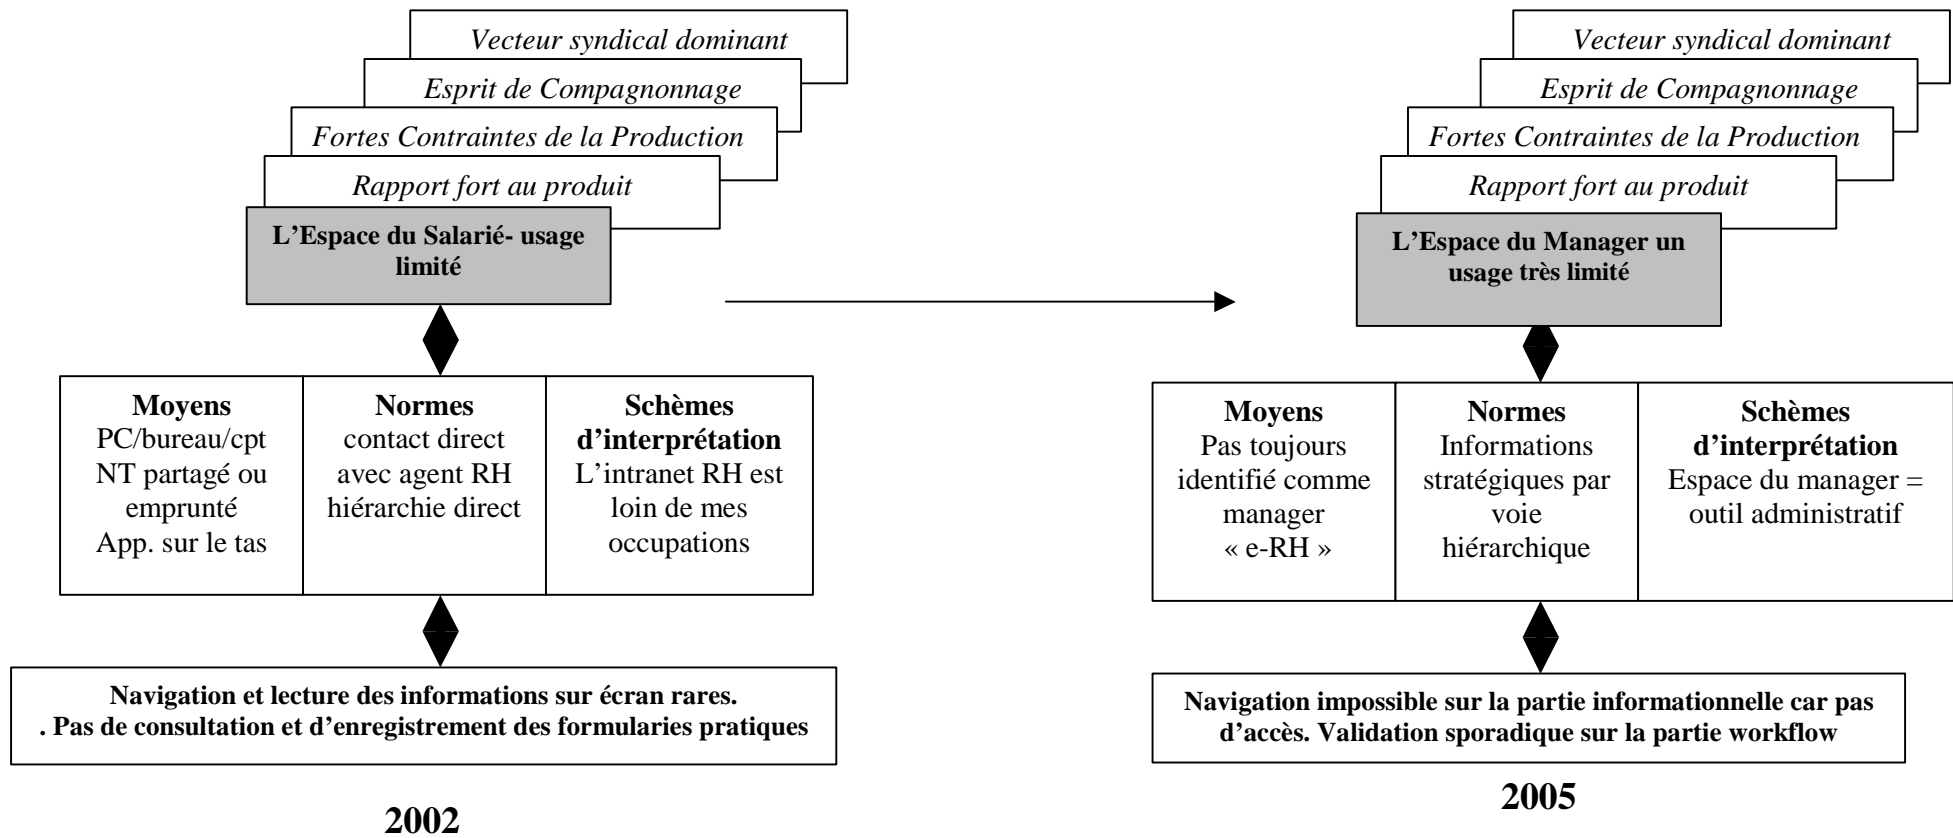 Vecteur syndical dominant
Esprit de Compagnonnage
Fortes Contraintes de la Production
Rapport fort au produit
L’Espace du Salarié- usage
limité
Moyens
PC/bureau/cpt
NT partagé ou
emprunté
App. sur le tas
Normes
contact direct
avec agent RH
hiérarchie direct
Schèmes
d’interprétation
L’intranet RH est
loin de mes
occupations
Navigation et lecture des informations sur écran rares.
. Pas de consultation et d’enregistrement des formularies pratiques
2002
Vecteur syndical dominant
Esprit de Compagnonnage
Fortes Contraintes de la Production
Rapport fort au produit
L’Espace du Manager un
usage très limité
Moyens
Pas toujours
identifié comme
manager
« e-RH »
Normes
Informations
stratégiques par
voie
hiérarchique
Schèmes
d’interprétation
Espace du manager =
outil administratif
Navigation impossible sur la partie informationnelle car pas
d’accès. Validation sporadique sur la partie workflow
2005